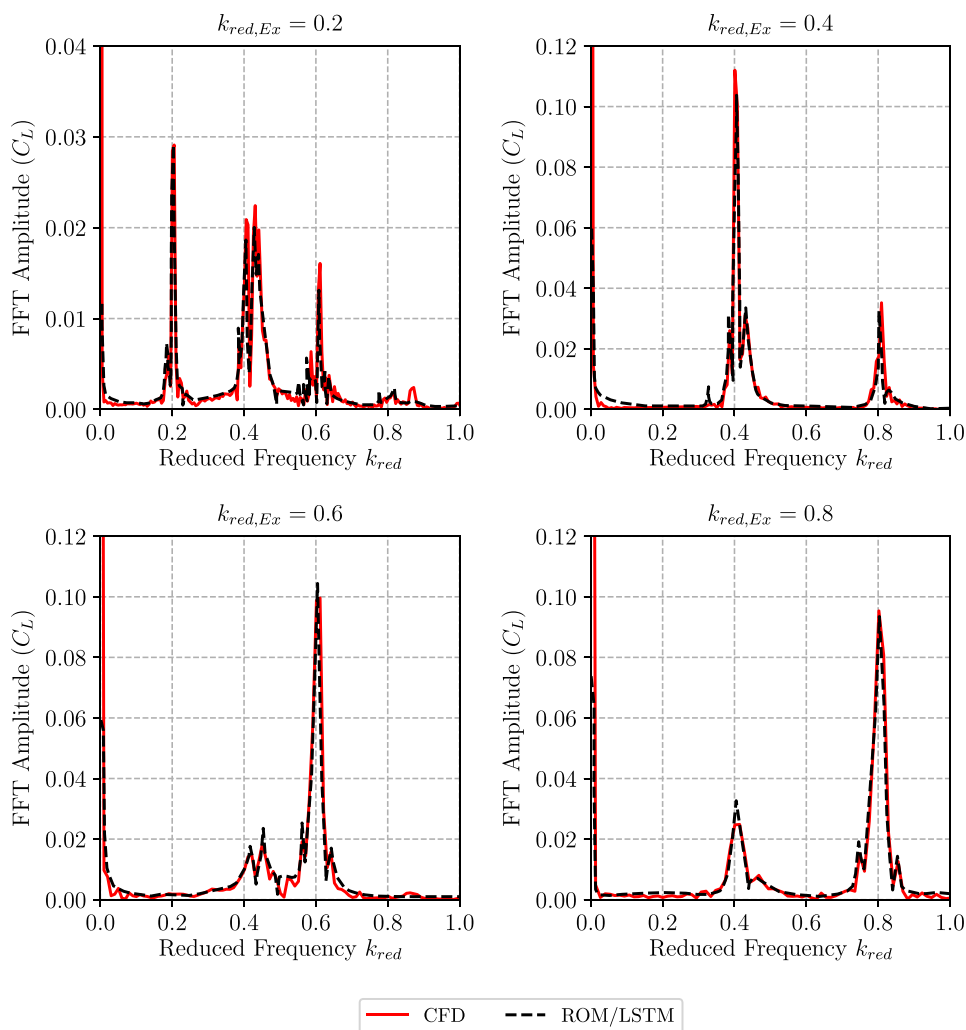 k_{red,Ex} = 0.2
FFT Amplitude (C_L)
0.04
0.03
0.02
0.01
0.00
0.0 0.2 0.4 0.6 0.8 1.0
Reduced Frequency k_{red}
k_{red,Ex} = 0.4
FFT Amplitude (C_L)
0.12
0.10
0.08
0.06
0.04
0.02
0.00
0.0 0.2 0.4 0.6 0.8 1.0
Reduced Frequency k_{red}
k_{red,Ex} = 0.6
FFT Amplitude (C_L)
0.12
0.10
0.08
0.06
0.04
0.02
0.00
0.0 0.2 0.4 0.6 0.8 1.0
Reduced Frequency k_{red}
k_{red,Ex} = 0.8
FFT Amplitude (C_L)
0.12
0.10
0.08
0.06
0.04
0.02
0.00
0.0 0.2 0.4 0.6 0.8 1.0
Reduced Frequency k_{red}
CFD ROM/LSTM